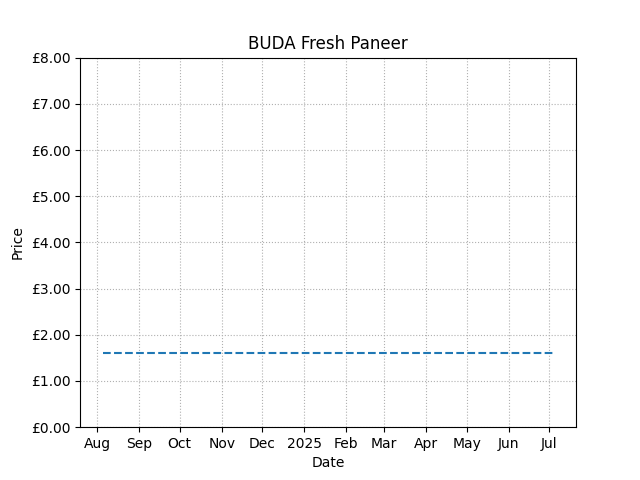 BUDA Fresh Paneer
£8.00
£7.00
£6.00
£5.00
£4.00
£3.00
£2.00
£1.00
£0.00
Price
Aug Sep Oct Nov Dec 2025 Feb Mar Apr May Jun Jul
Date